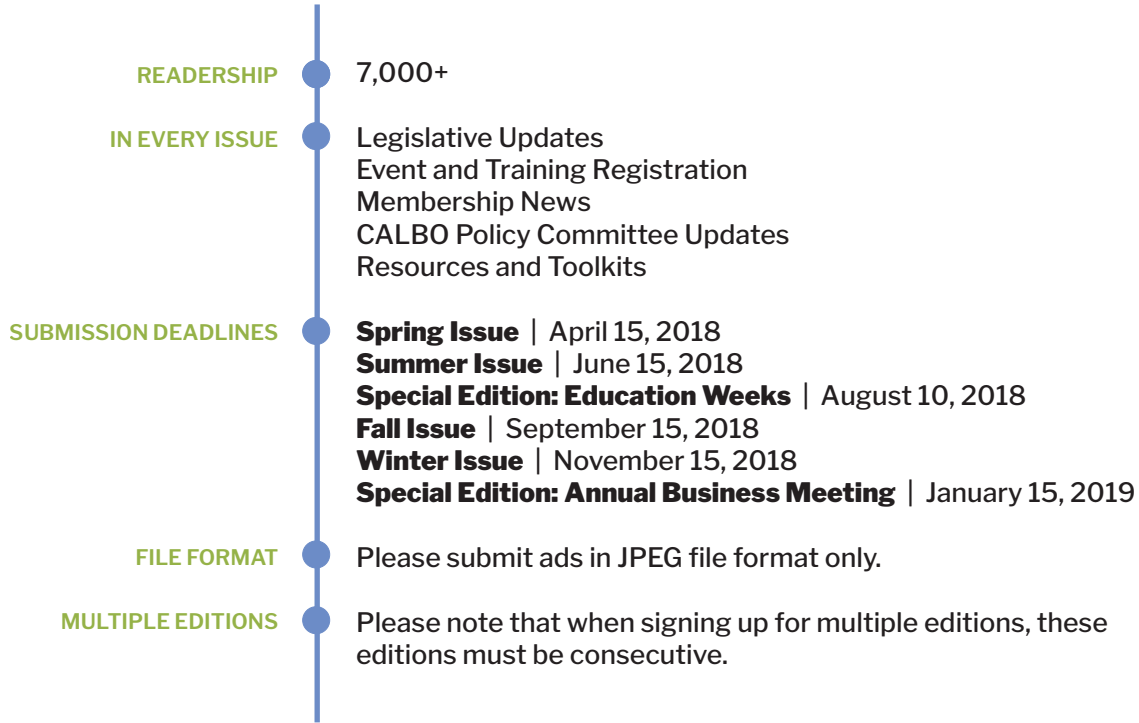 READERSHIP
7,000+
IN EVERY ISSUE
Legislative Updates
Event and Training Registration
Membership News
CALBO Policy Committee Updates
Resources and Toolkits
SUBMISSION DEADLINES
Spring Issue | April 15, 2018
Summer Issue | June 15, 2018
Special Edition: Education Weeks | August 10, 2018
Fall Issue | September 15, 2018
Winter Issue | November 15, 2018
Special Edition: Annual Business Meeting | January 15, 2019
FILE FORMAT
Please submit ads in JPEG file format only.
MULTIPLE EDITIONS
Please note that when signing up for multiple editions, these
editions must be consecutive.